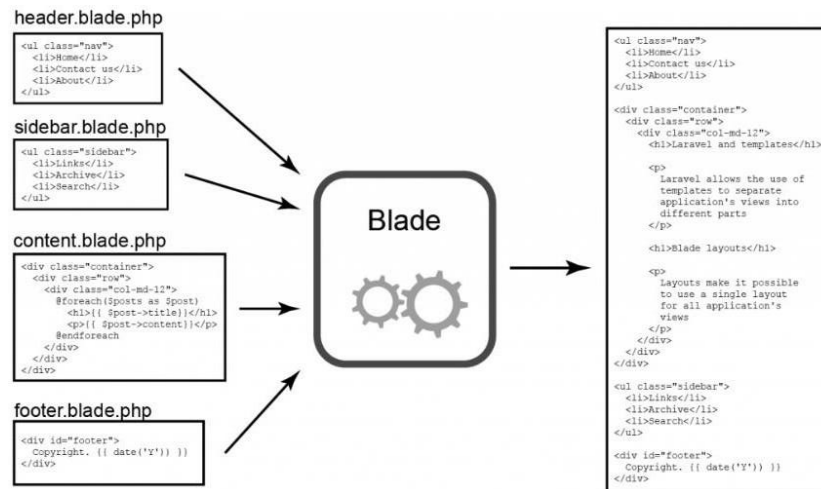 header.blade.php
<ul class="nav">
<li>Home</li>
<li>Contact us</li>
<li>About</li>
</ul>
sidebar.blade.php
<ul class="sidebar">
<li>Links</li>
<li>Archive</li>
<li>Search</li>
</ul>
content.blade.php
<div class="container">
<div class="row">
<div class="col-md-12">
@foreach($posts as $post)
<h1>{{ $post->title}}</h1>
<p>{{ $post->content}}</p>
@endforeach
</div>
</div>
</div>
footer.blade.php
<div id="footer">
Copyright. {{ date('Y')) }}
</div>
Blade
<ul class="nav">
<li>Home</li>
<li>Contact us</li>
<li>About</li>
</ul>
<div class="container">
<div class="row">
<div class="col-md-12">
<h1>Laravel and templates</h1>
<p>
Laravel allows the use of
templates to separate
application's views into
different parts
</p>
<h1>Blade layouts</h1>
<p>
Layouts make it possible
to use a single layout
for all application's
views
</p>
</div>
</div>
</div>
<ul class="sidebar">
<li>Links</li>
<li>Archive</li>
<li>Search</li>
</ul>
<div id="footer">
Copyright. {{ date('Y')) }}
</div>